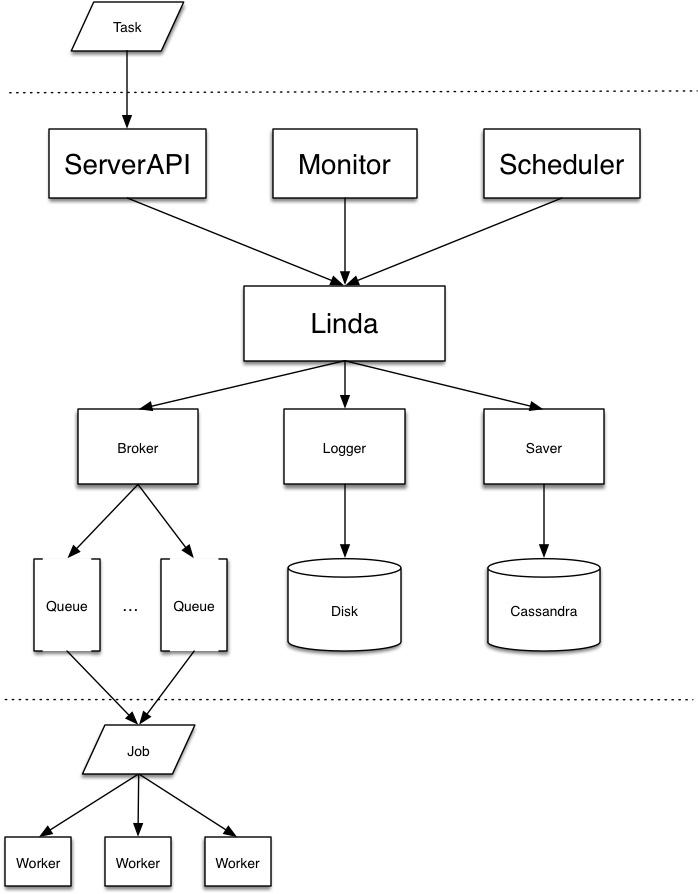 Task
ServerAPI
Monitor
Scheduler
Linda
Broker
Logger
Saver
Queue
...
Queue
Disk
Cassandra
Job
Worker
Worker
Worker